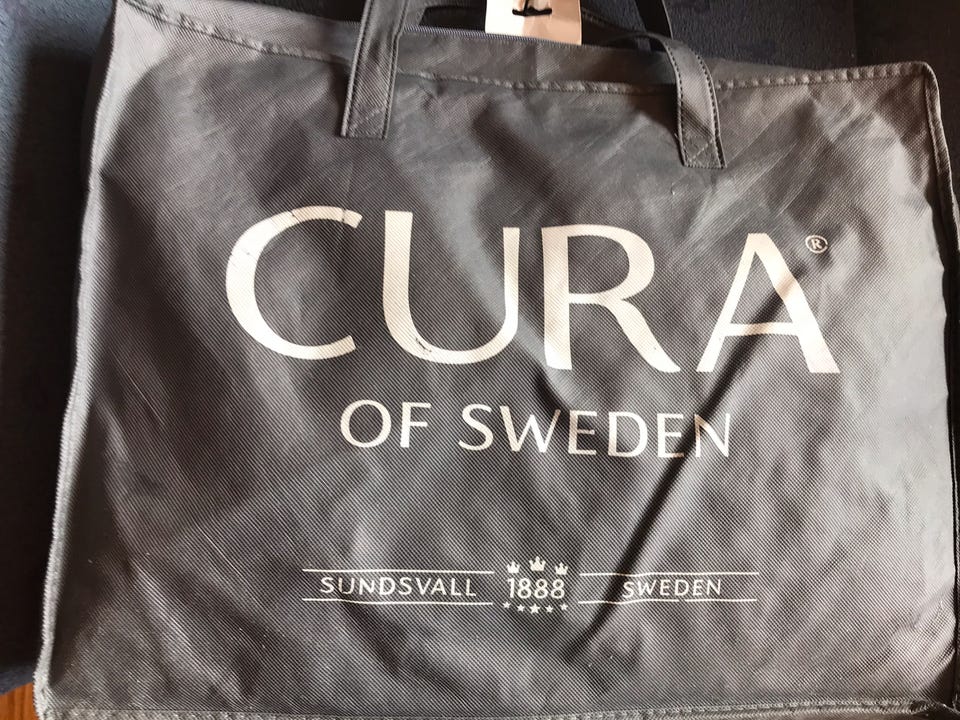 CURA®
OF SWEDEN
SUNDSVALL 1888 SWEDEN